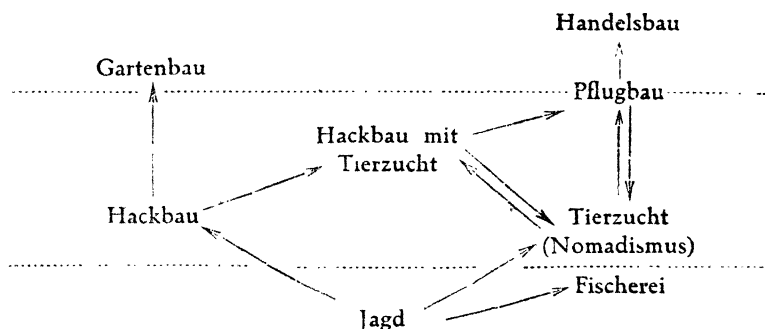 Handelsbau
Gartenbau
Pflugbau
Hackbau mit
Tierzucht
Hackbau
Tierzucht
(Nomadismus)
Fischerei
Jagd